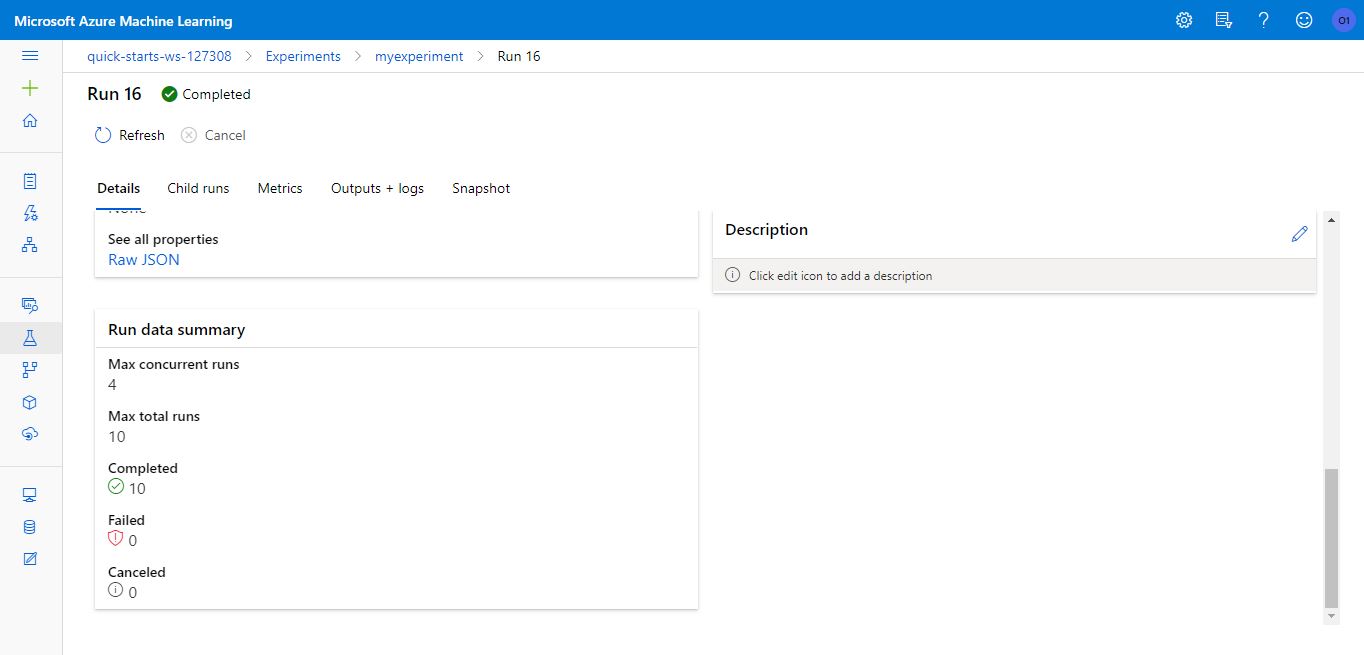 Microsoft Azure Machine Learning
O1
quick-starts-ws-127308 > Experiments > myexperiment > Run 16
Run 16 Completed
Refresh Cancel
Details Child runs Metrics Outputs + logs Snapshot
None
See all properties
Raw JSON
Description
Click edit icon to add a description
Run data summary
Max concurrent runs
4
Max total runs
10
Completed
10
Failed
0
Canceled
0